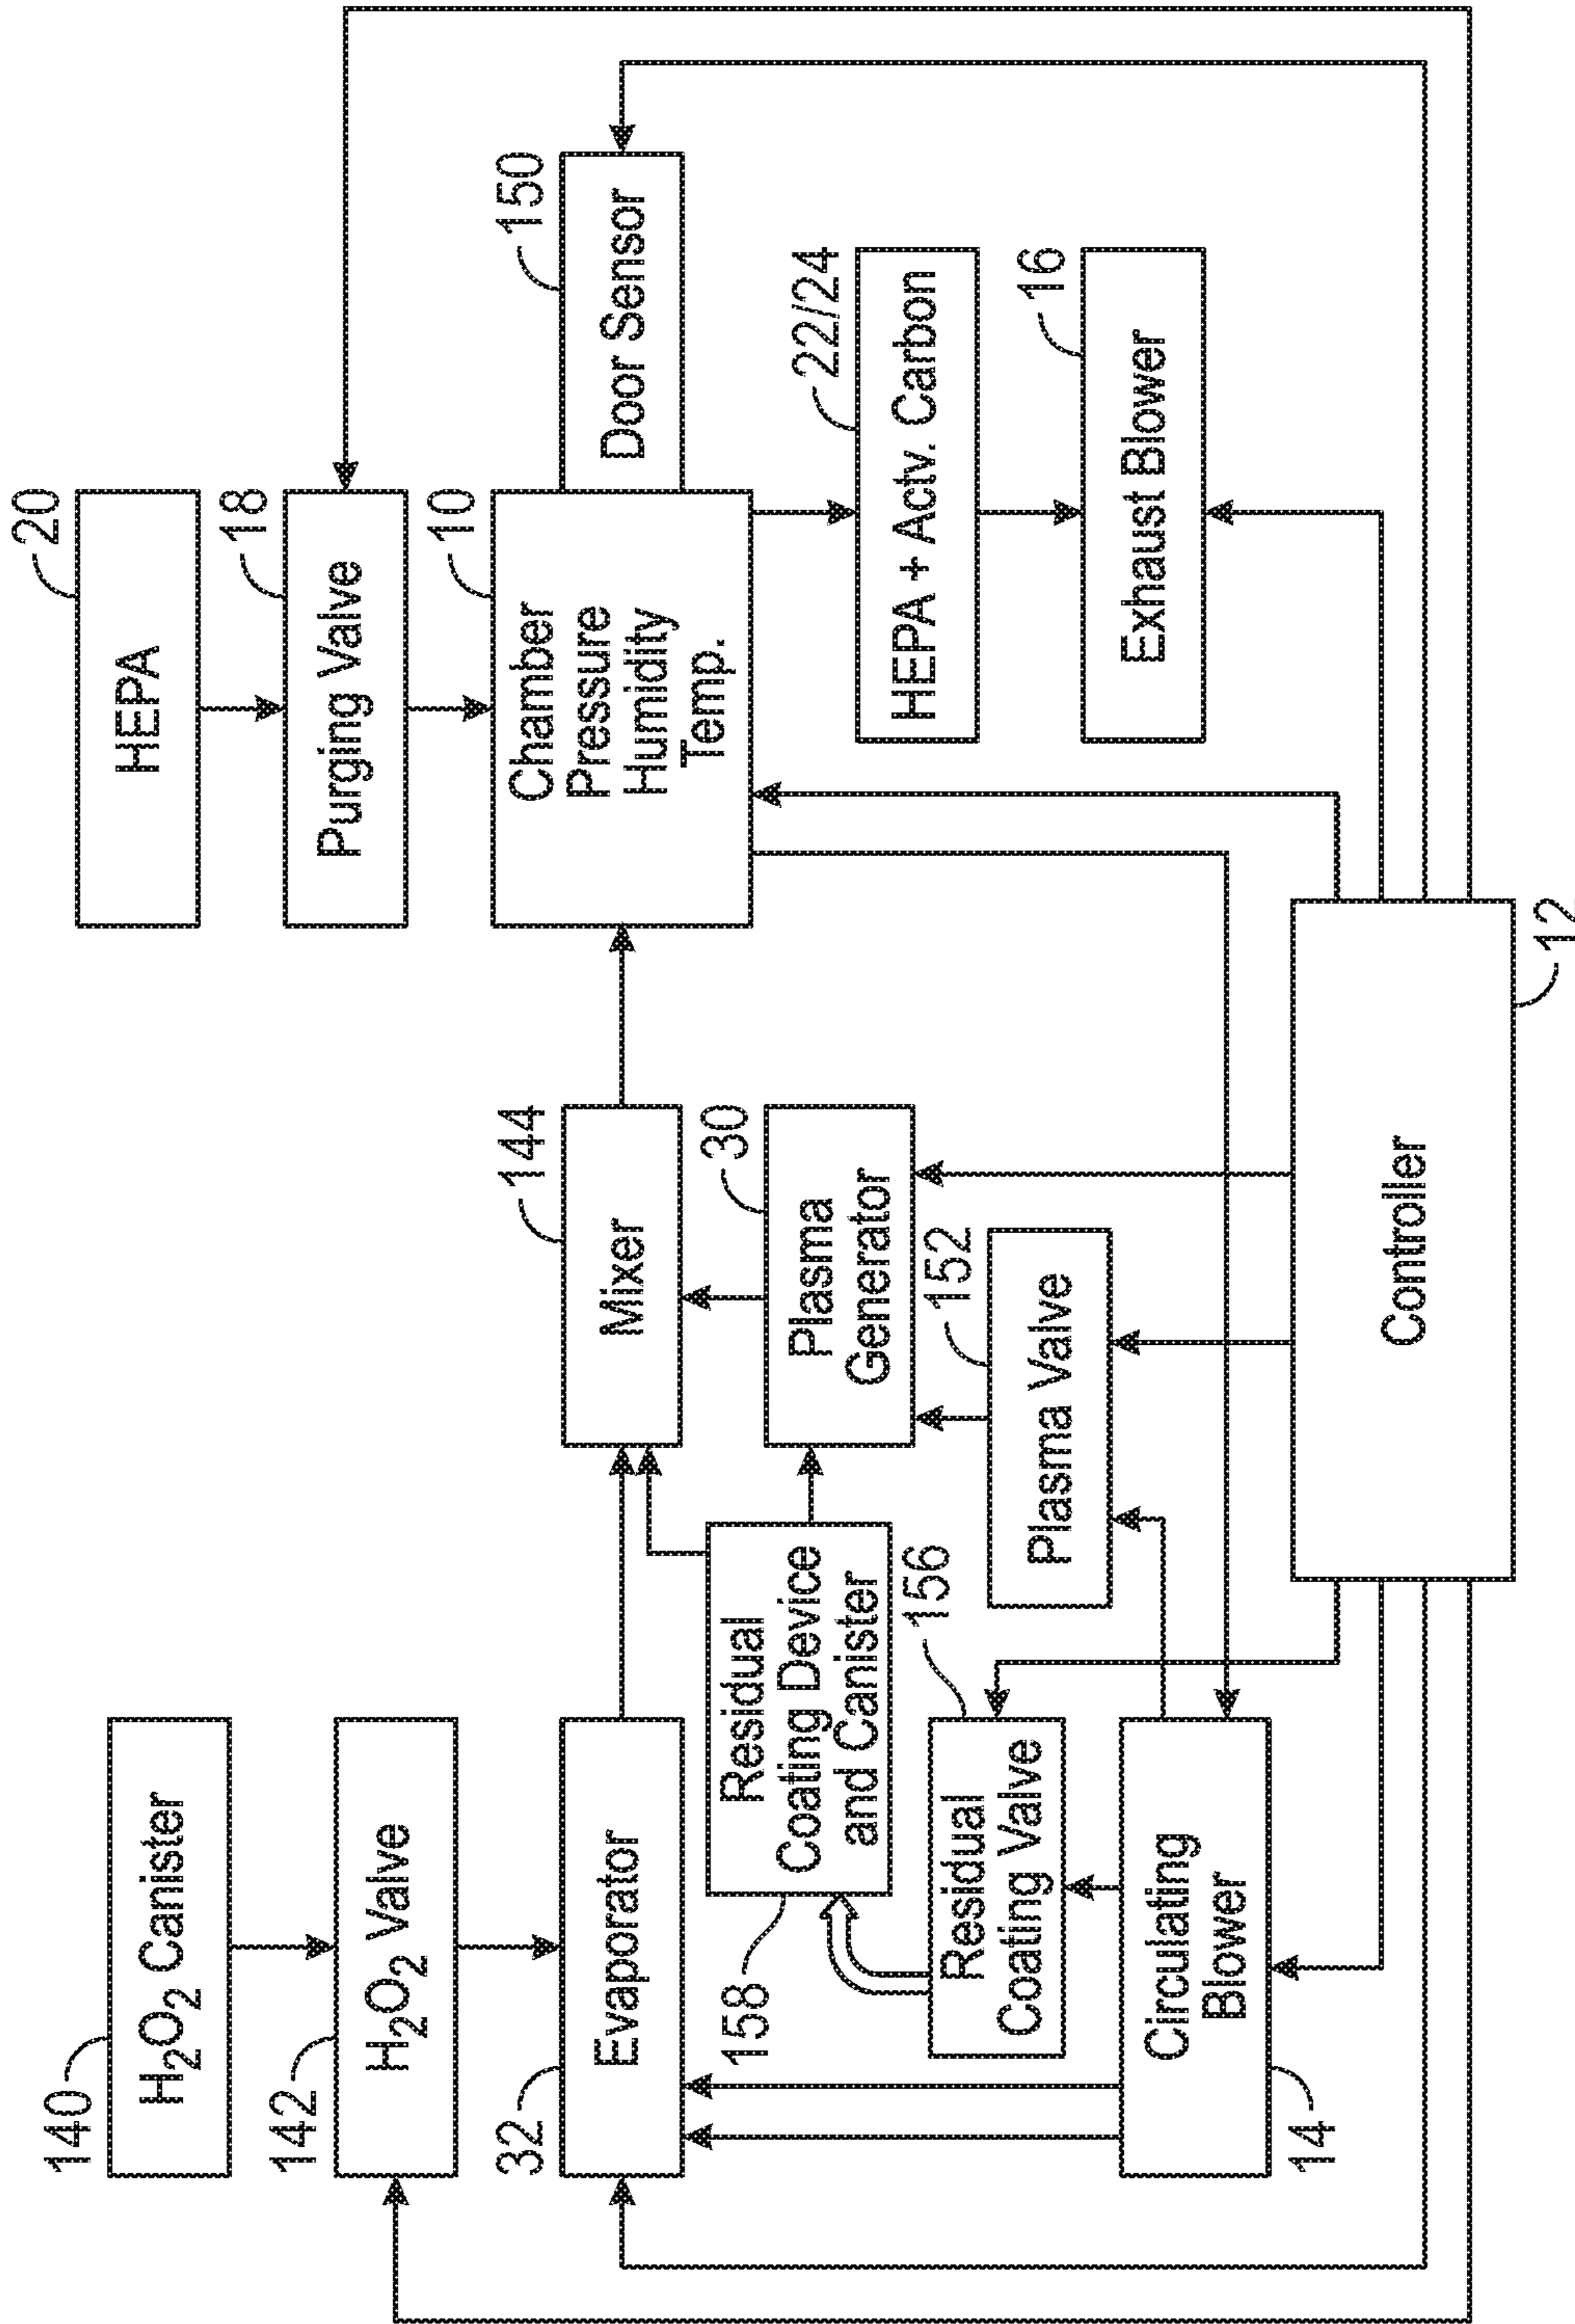 140
H₂O₂ Canister
142
H₂O₂ Valve
32
Evaporator
158
Residual
Coating Device
and Canister
156
Residual
Coating Valve
Circulating
Blower
14
144
Mixer
30
Plasma
Generator
152
Plasma Valve
Controller
12
20
HEPA
18
Purging Valve
10
Chamber
Pressure
Humidity
Temp.
150
Door Sensor
22/24
HEPA + Actv. Carbon
16
Exhaust Blower